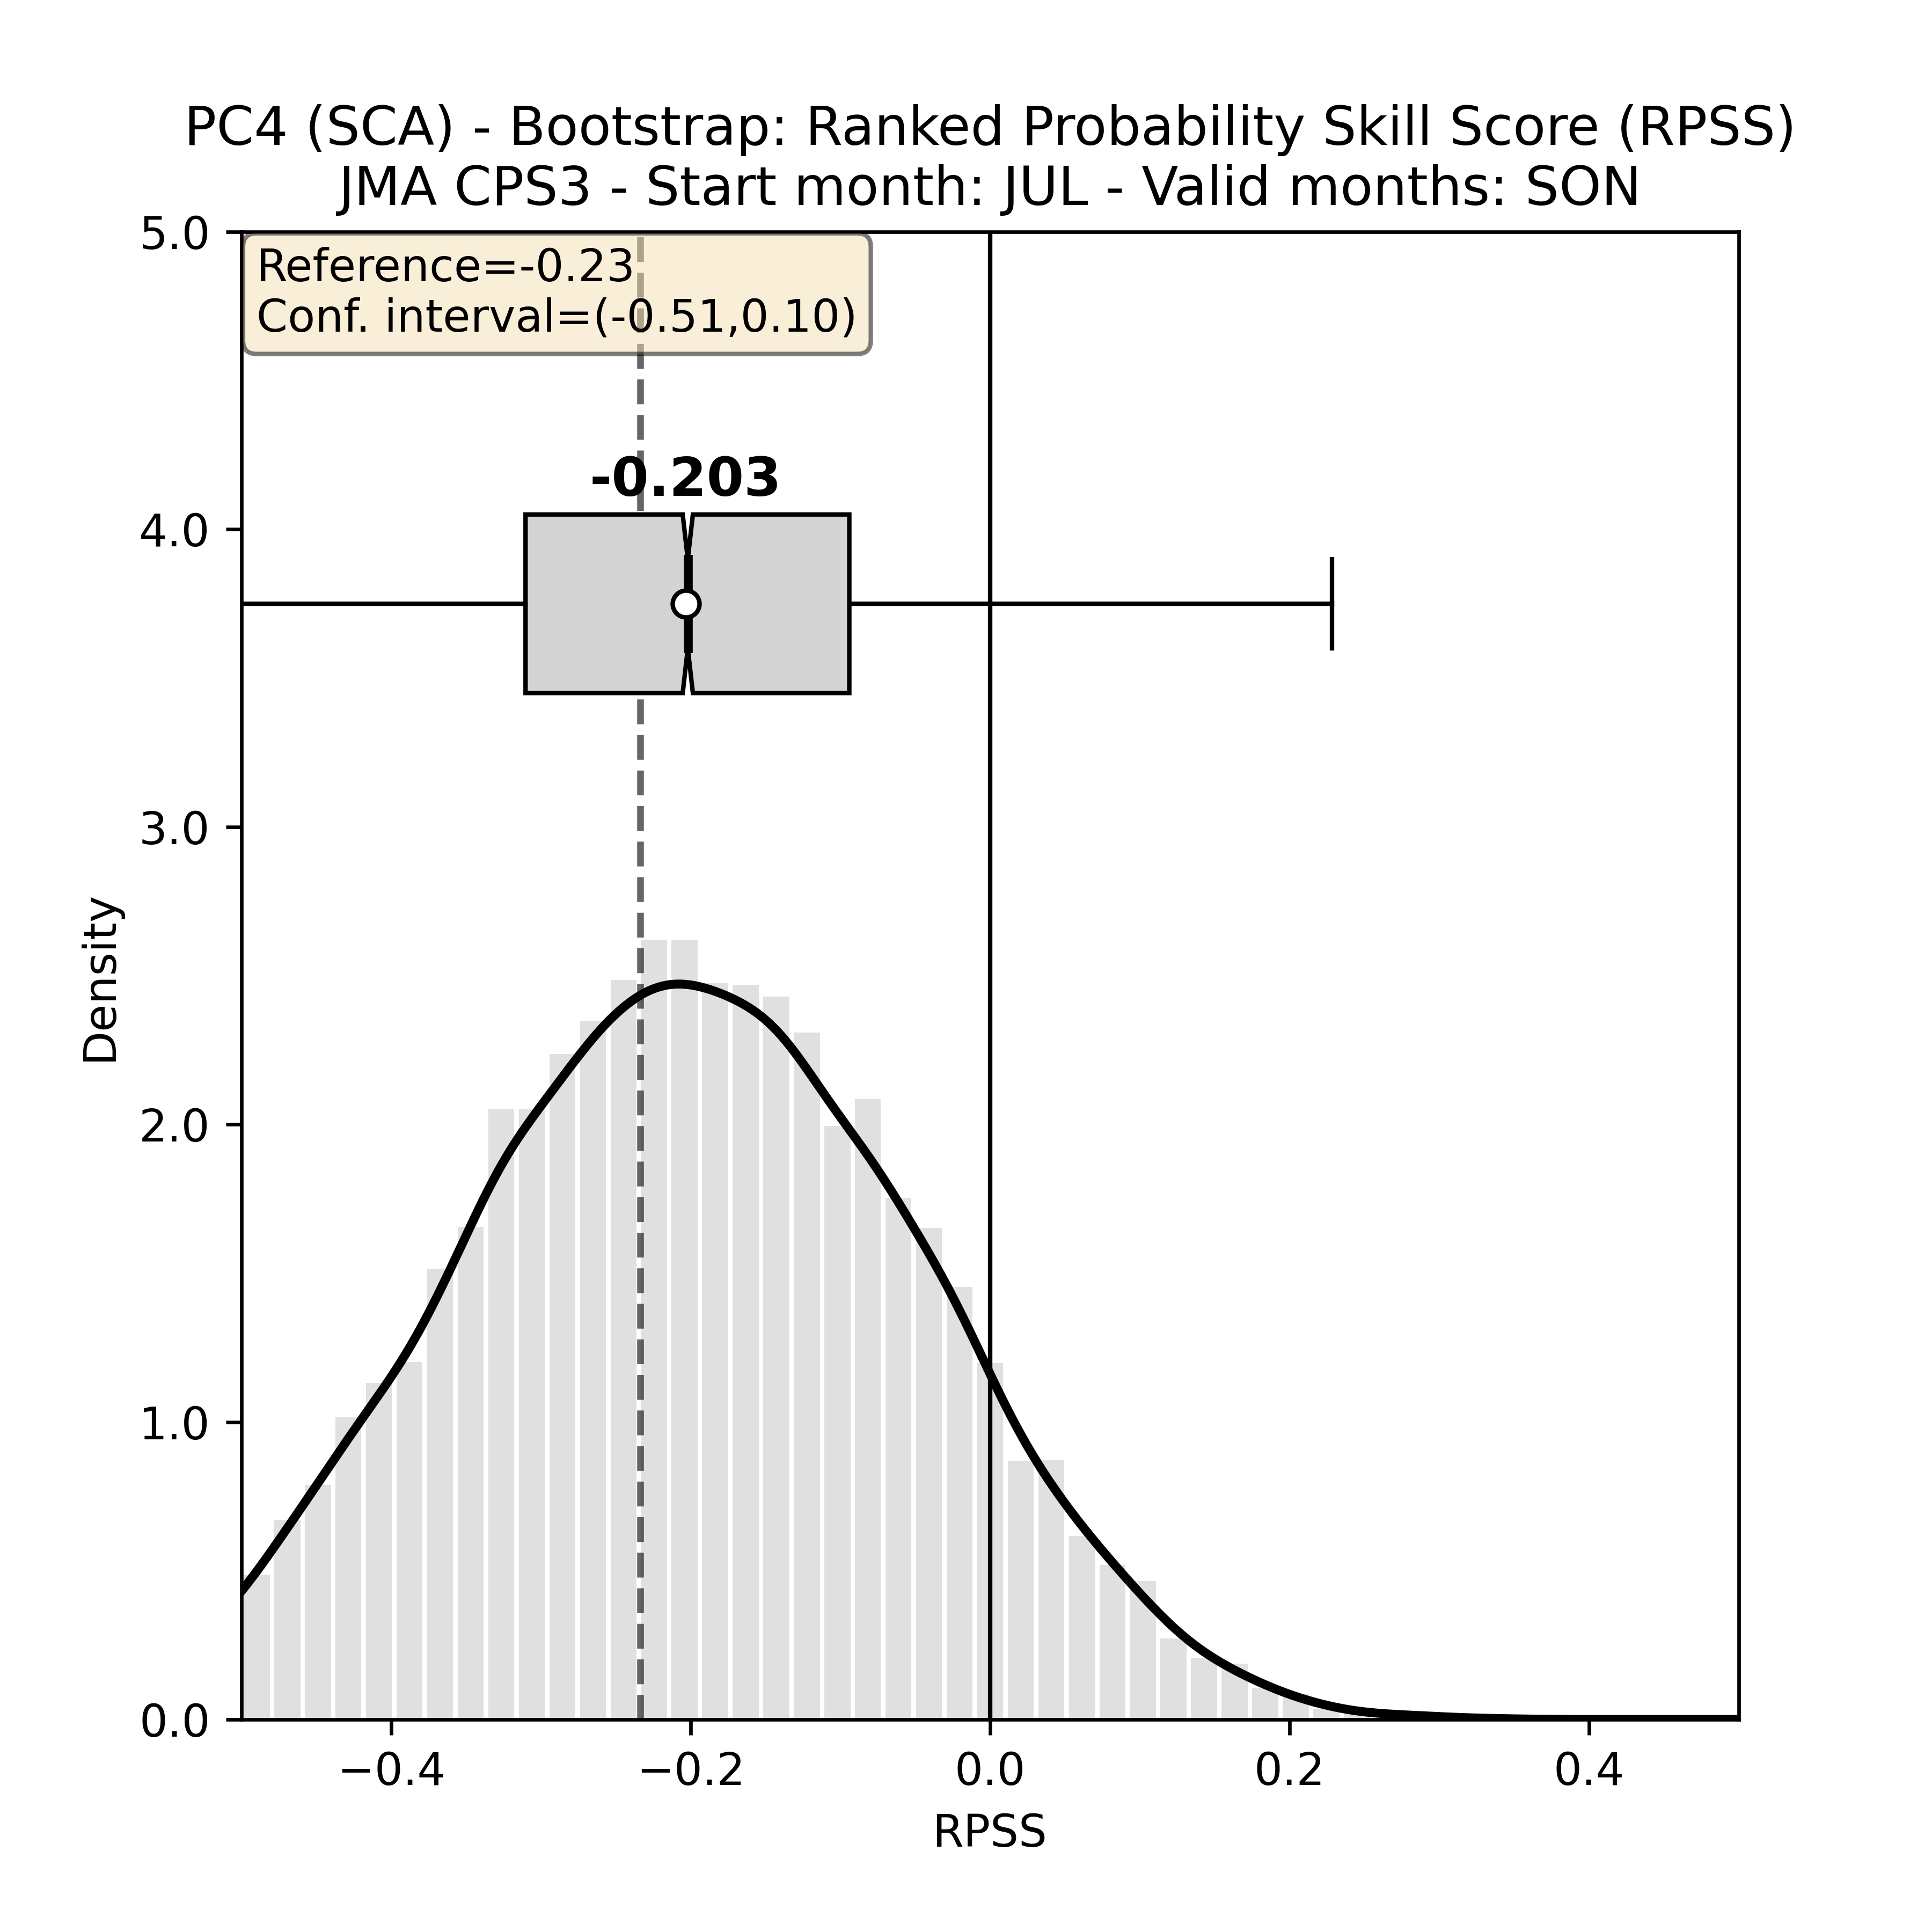 PC4 (SCA) - Bootstrap: Ranked Probability Skill Score (RPSS)
JMA CPS3 - Start month: JUL - Valid months: SON
5.0
Reference=-0.23
Conf. interval=(-0.51,0.10)
-0.203
4.0
3.0
Density
2.0
1.0
0.0
−0.4 −0.2 0.0 0.2 0.4
RPSS